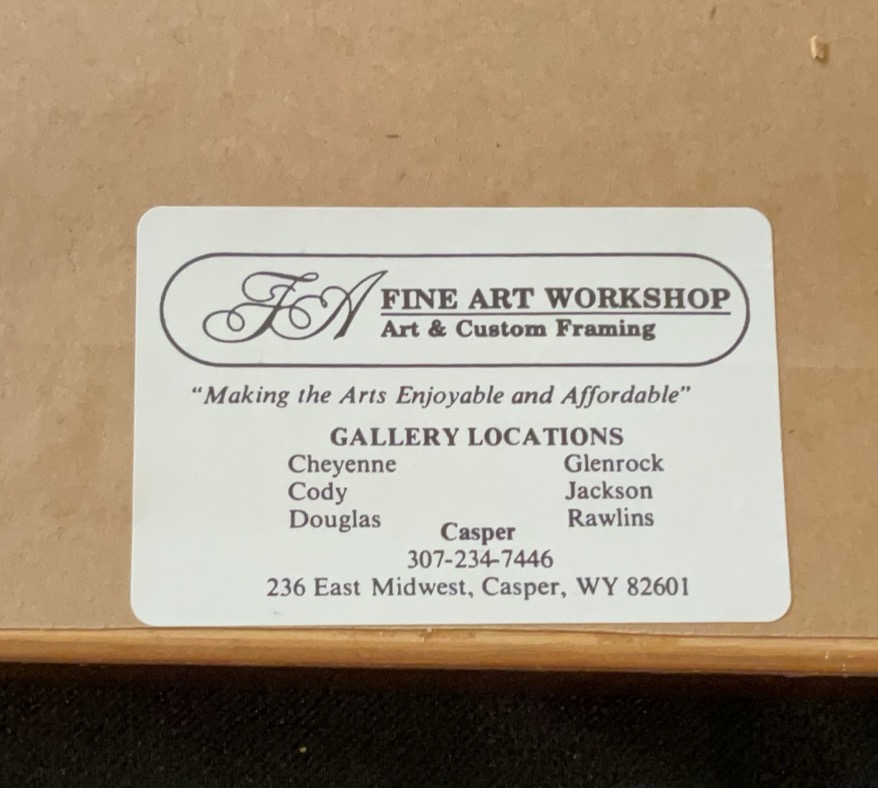 FA FINE ART WORKSHOP
Art & Custom Framing
"Making the Arts Enjoyable and Affordable"
GALLERY LOCATIONS
Cheyenne Glenrock
Cody Jackson
Douglas Rawlins
Casper
307-234-7446
236 East Midwest, Casper, WY 82601